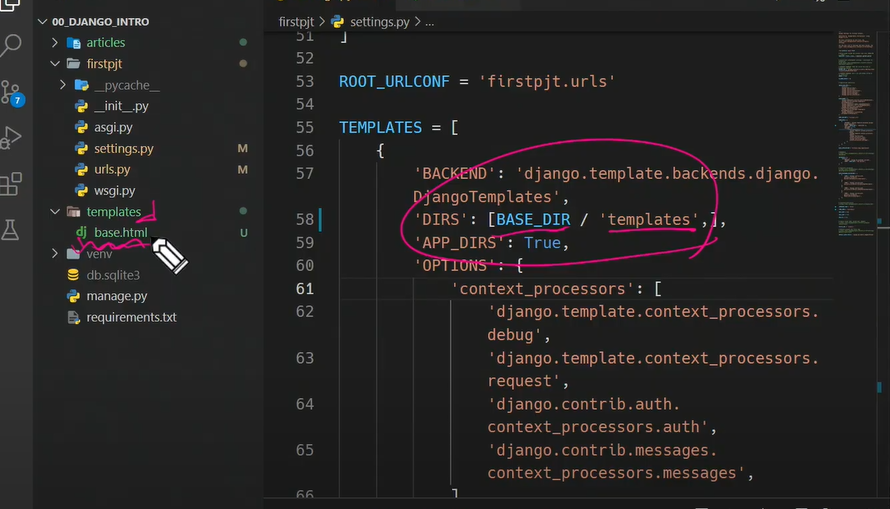 00_DJANGO_INTRO
articles
firstpjt
__pycache__
__init__.py
asgi.py
settings.py M
urls.py M
wsgi.py
templates
base.html U
venv
db.sqlite3
manage.py
requirements.txt
7
firstpjt > settings.py > ...
51 ]
52
53 ROOT_URLCONF = 'firstpjt.urls'
54
55 TEMPLATES = [
56 {
57 'BACKEND': 'django.template.backends.django.
DjangoTemplates',
58 'DIRS': [BASE_DIR / 'templates',],
59 'APP_DIRS': True,
60 'OPTIONS': {
61 'context_processors': [
62 'django.template.context_processors.
debug',
63 'django.template.context_processors.
request',
64 'django.contrib.auth.
context_processors.auth',
65 'django.contrib.messages.
context_processors.messages',
66 ]